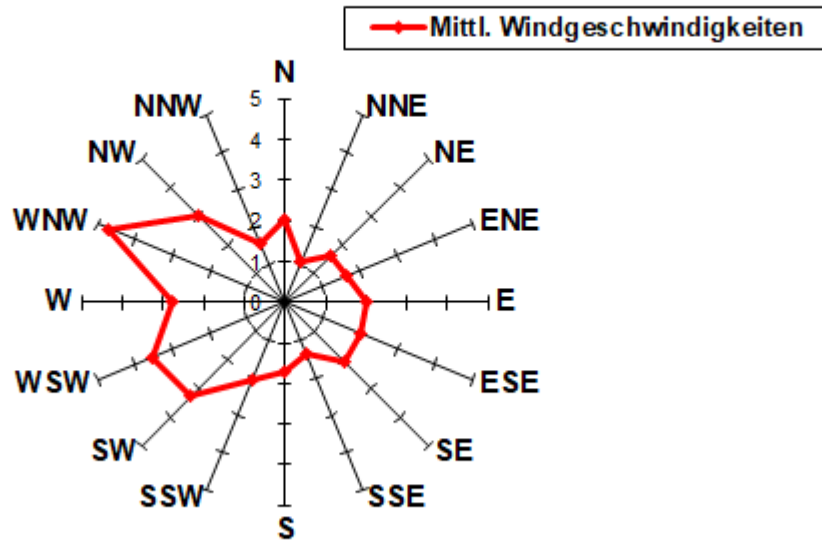 Mittl. Windgeschwindigkeiten
N
NNW
NNE
5
4
NW
NE
3
WNW
2
ENE
1
W
0
E
WSW
ESE
SW
SE
SSW
SSE
S